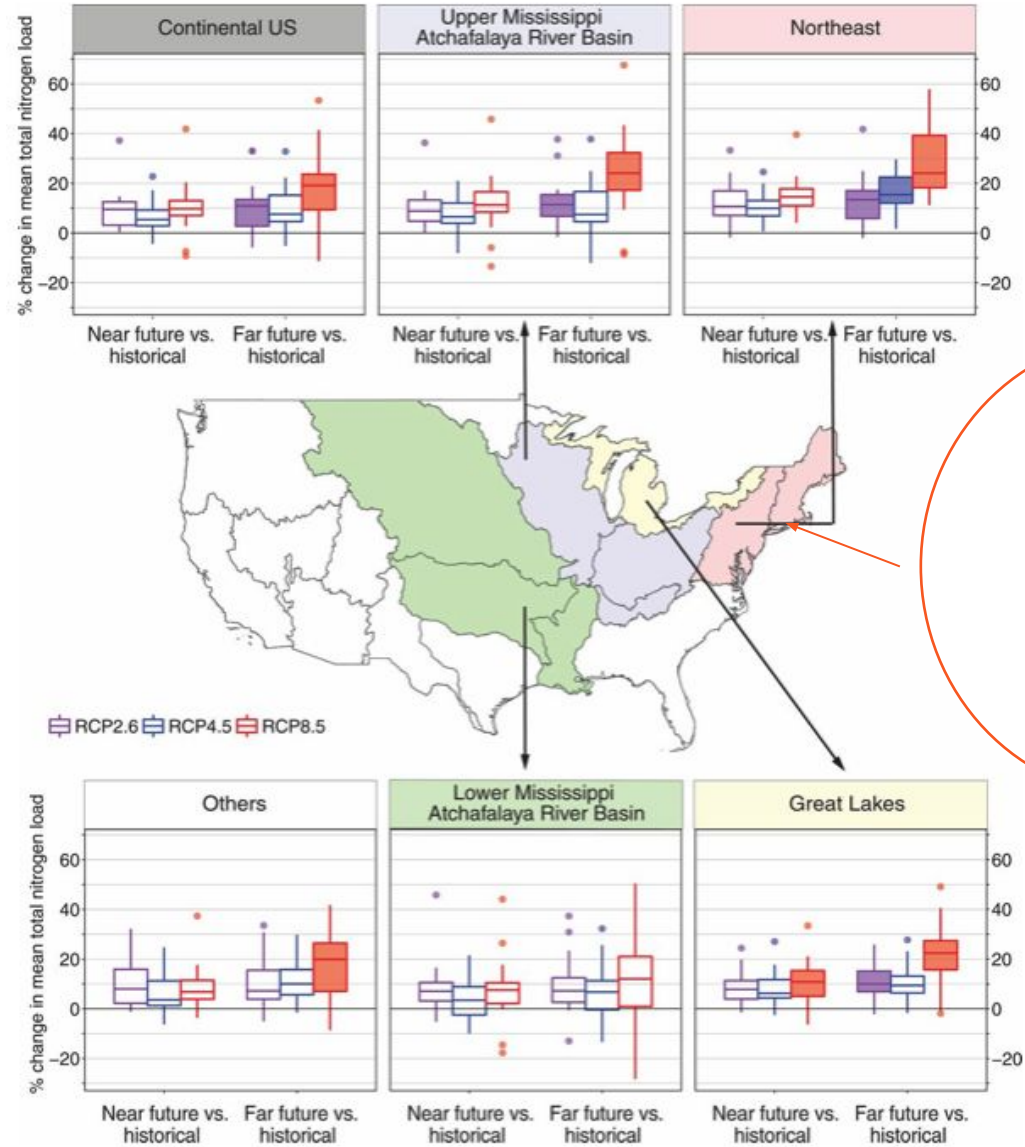 Continental US
Upper Mississippi
Atchafalaya River Basin
Northeast
% change in mean total nitrogen load
60
40
20
0
−20
60
40
20
0
−20
Near future vs.
historical
Far future vs.
historical
Near future vs.
historical
Far future vs.
historical
Near future vs.
historical
Far future vs.
historical
RCP2.6 RCP4.5 RCP8.5
Others
Lower Mississippi
Atchafalaya River Basin
Great Lakes
% change in mean total nitrogen load
60
40
20
0
−20
60
40
20
0
−20
Near future vs.
historical
Far future vs.
historical
Near future vs.
historical
Far future vs.
historical
Near future vs.
historical
Far future vs.
historical